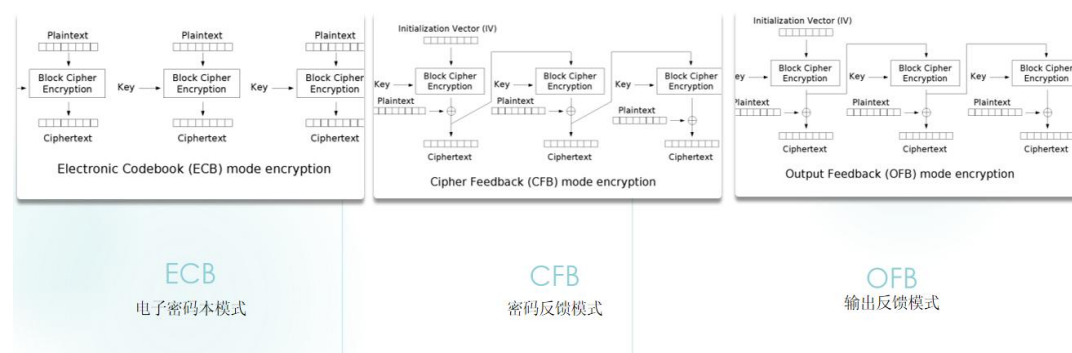 Plaintext
Plaintext
Plaintext
Block Cipher
Encryption
Key
Block Cipher
Encryption
Key
Block Cipher
Encryption
Ciphertext
Ciphertext
Ciphertext
Electronic Codebook (ECB) mode encryption
Initialization Vector (IV)
Key
Block Cipher
Encryption
Key
Block Cipher
Encryption
Key
Block Cipher
Encryption
Plaintext
Plaintext
Plaintext
Ciphertext
Ciphertext
Ciphertext
Cipher Feedback (CFB) mode encryption
Initialization Vector (IV)
ey
Block Cipher
Encryption
Key
Block Cipher
Encryption
Key
Block Cipher
Encryption
Plaintext
Plaintext
Plaintext
Ciphertext
Ciphertext
Ciphertext
Output Feedback (OFB) mode encryption
ECB
电子密码本模式
CFB
密码反馈模式
OFB
输出反馈模式